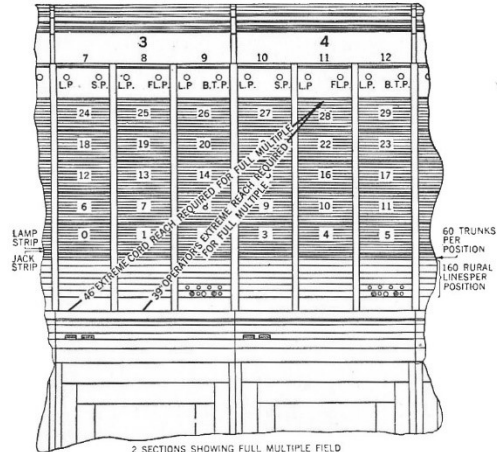 3 4
7 8 9 10 11 12
L.P. S.P. L.P. FL.P. L.P B.T.P. L.P. S.P. L.P. FL.P. L.P. B.T.P.
24 25 26 27 28 29
18 19 20 22 23
12 13 14 16 17
6 7 9 10 11
0 1 3 4 5
46" EXTREME CORD REACH REQUIRED FOR FULL MULTIPLE
39" OPERATOR'S EXTREME REACH REQUIRED
FOR FULL MULTIPLE
LAMP
STRIP
JACK
STRIP
60 TRUNKS
PER
POSITION
160 RURAL
LINES PER
POSITION
2 SECTIONS SHOWING FULL MULTIPLE FIELD